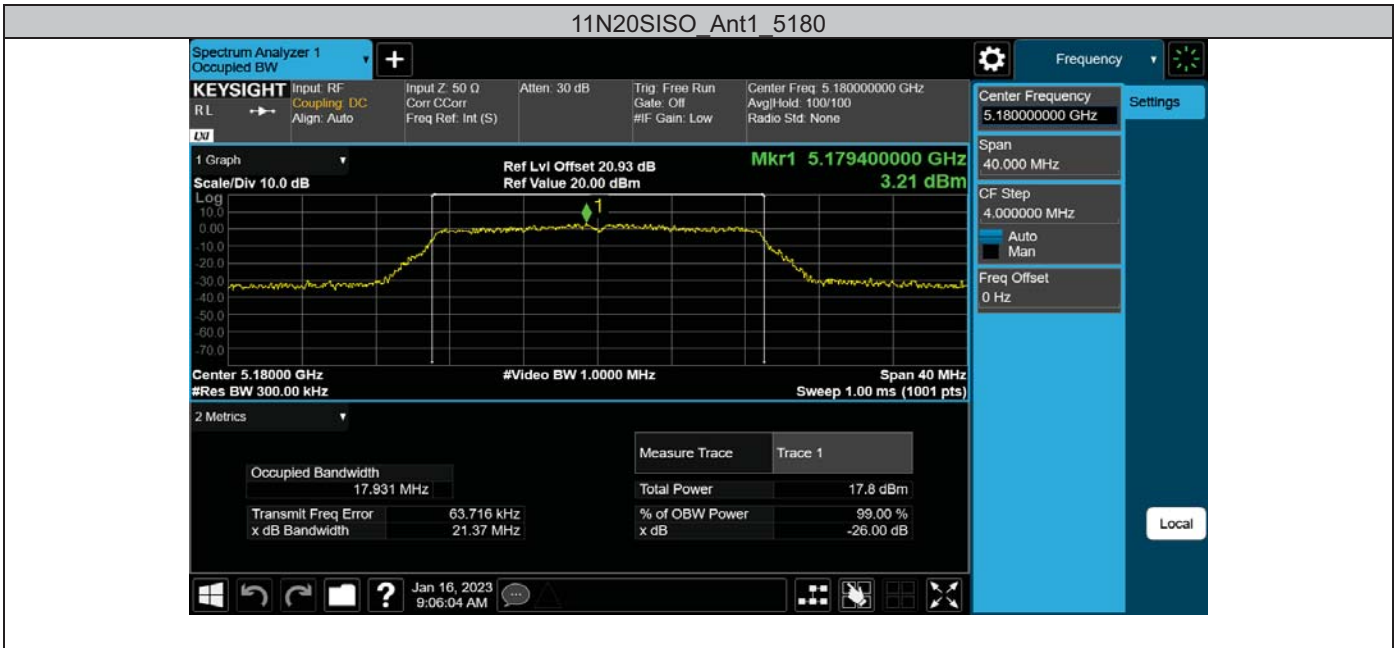 11N20SISO_Ant1_5180
Spectrum Analyzer 1
Occupied BW
Frequency
KEYSIGHT
RL
LXI
Input: RF
Coupling: DC
Align: Auto
Input Z: 50 Ω
Corr CCorr
Freq Ref: Int (S)
Atten: 30 dB
Trig: Free Run
Gate: Off
#IF Gain: Low
Center Freq: 5.180000000 GHz
Avg|Hold: 100/100
Radio Std: None
Center Frequency
5.180000000 GHz
Settings
Span
40.000 MHz
CF Step
4.000000 MHz
Auto
Man
Freq Offset
0 Hz
Local
1 Graph
Scale/Div 10.0 dB
Ref Lvl Offset 20.93 dB
Ref Value 20.00 dBm
Mkr1 5.179400000 GHz
3.21 dBm
Log
10.0
0.00
-10.0
-20.0
-30.0
-40.0
-50.0
-60.0
-70.0
1
Center 5.18000 GHz
#Res BW 300.00 kHz
#Video BW 1.0000 MHz
Span 40 MHz
Sweep 1.00 ms (1001 pts)
2 Metrics
Measure Trace Trace 1
Occupied Bandwidth
17.931 MHz
Total Power 17.8 dBm
Transmit Freq Error 63.716 kHz
% of OBW Power 99.00 %
x dB Bandwidth 21.37 MHz
x dB -26.00 dB
?
Jan 16, 2023
9:06:04 AM